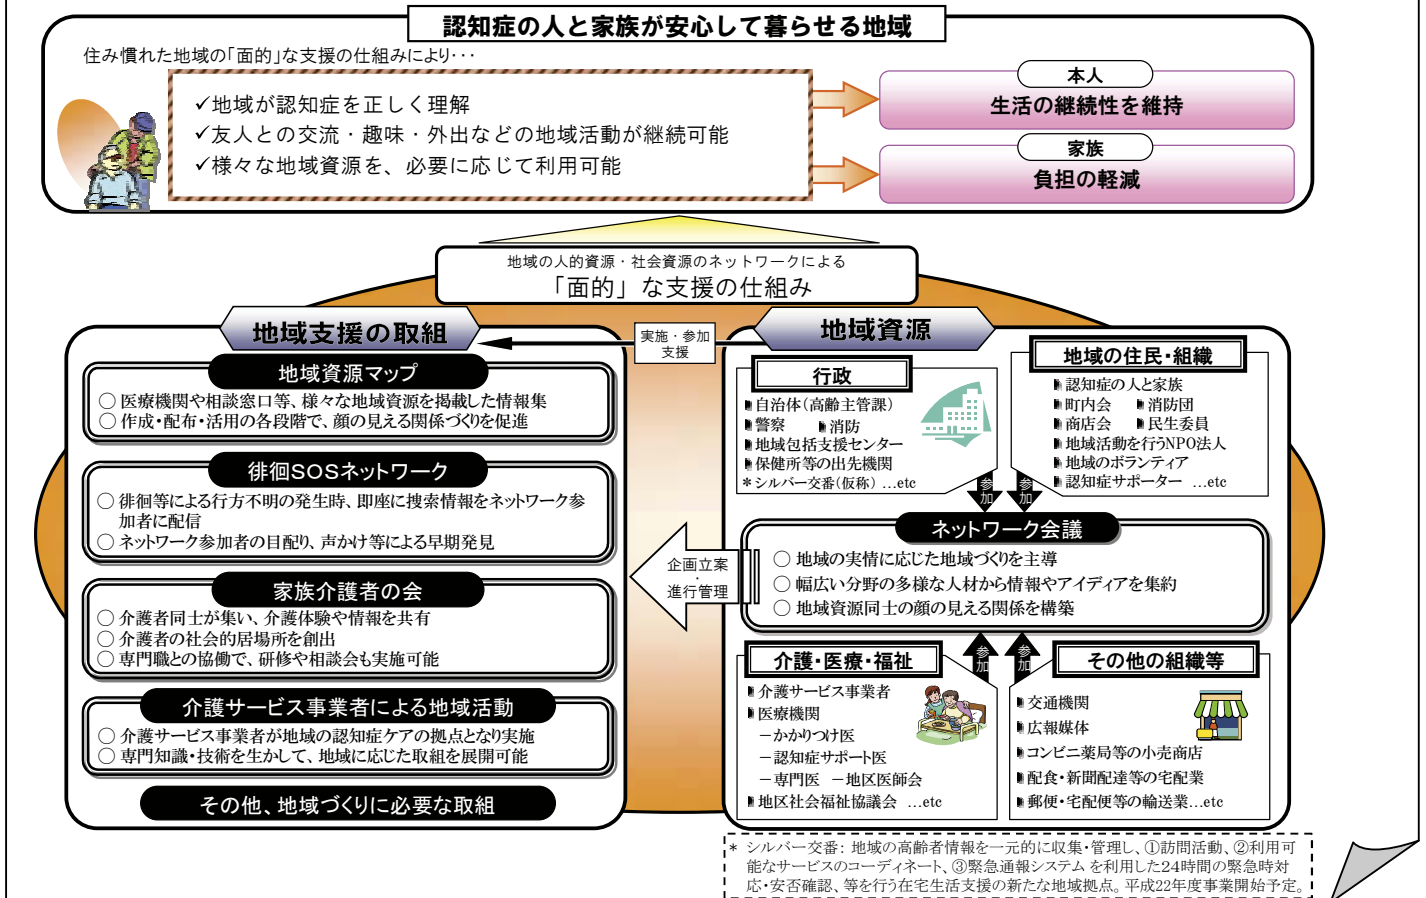 認知症の人と家族が安心して暮らせる地域
住み慣れた地域の「面的」な支援の仕組みにより･･･
✓地域が認知症を正しく理解
✓友人との交流・趣味・外出などの地域活動が継続可能
✓様々な地域資源を、必要に応じて利用可能
本人
生活の継続性を維持
家族
負担の軽減
地域の人的資源・社会資源のネットワークによる
「面的」な支援の仕組み
地域支援の取組
地域資源マップ
○ 医療機関や相談窓口等、様々な地域資源を掲載した情報集
○ 作成・配布・活用の各段階で、顔の見える関係づくりを促進
徘徊SOSネットワーク
○ 徘徊等による行方不明の発生時、即座に捜索情報をネットワーク参
加者に配信
○ ネットワーク参加者の目配り、声かけ等による早期発見
家族介護者の会
○ 介護者同士が集い、介護体験や情報を共有
○ 介護者の社会的居場所を創出
○ 専門職との協働で、研修や相談会も実施可能
介護サービス事業者による地域活動
○ 介護サービス事業者が地域の認知症ケアの拠点となり実施
○ 専門知識・技術を生かして、地域に応じた取組を展開可能
その他、地域づくりに必要な取組
実施・参加
支援
企画立案
・
進行管理
地域資源
行政
自治体（高齢主管課）
警察 消防
地域包括支援センター
保健所等の出先機関
＊シルバー交番（仮称） …etc
地域の住民・組織
認知症の人と家族
町内会 消防団
商店会 民生委員
地域活動を行うNPO法人
地域のボランティア
認知症サポーター …etc
参加
参加
ネットワーク会議
○ 地域の実情に応じた地域づくりを主導
○ 幅広い分野の多様な人材から情報やアイディアを集約
○ 地域資源同士の顔の見える関係を構築
参加
参加
介護・医療・福祉
介護サービス事業者
医療機関
－かかりつけ医
－認知症サポート医
－専門医 －地区医師会
地区社会福祉協議会 …etc
その他の組織等
交通機関
広報媒体
コンビニ薬局等の小売商店
配食・新聞配達等の宅配業
郵便・宅配便等の輸送業…etc
* シルバー交番： 地域の高齢者情報を一元的に収集・管理し、①訪問活動、②利用可
能なサービスのコーディネート、③緊急通報システム を利用した24時間の緊急時対
応・安否確認、等を行う在宅生活支援の新たな地域拠点。平成22年度事業開始予定。